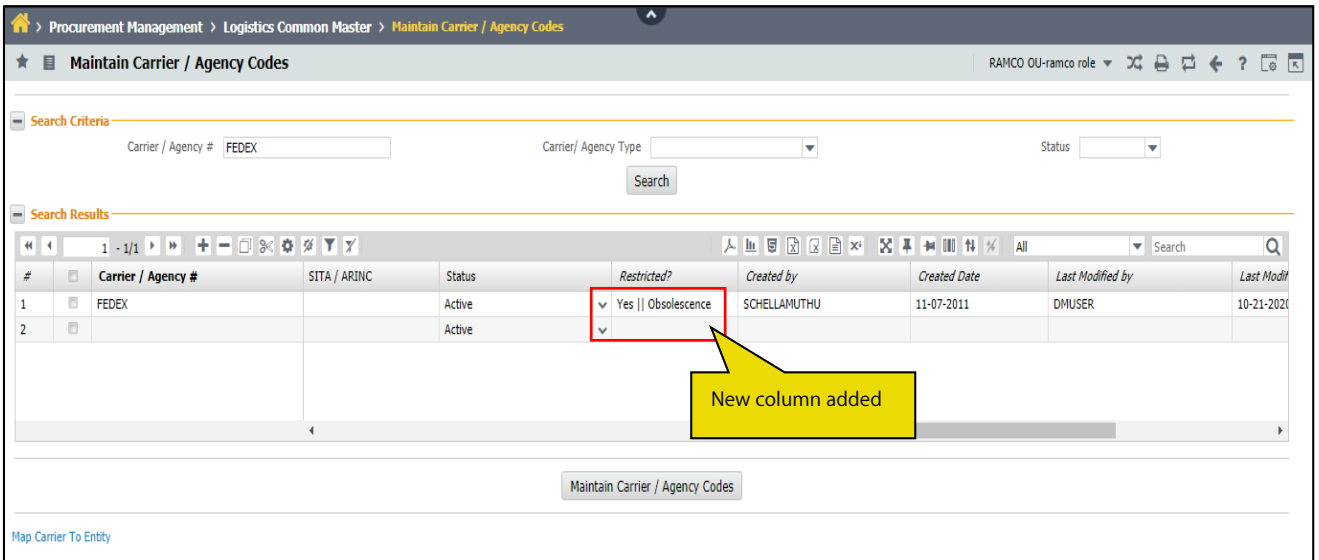 > Procurement Management > Logistics Common Master > Maintain Carrier / Agency Codes
Maintain Carrier / Agency Codes
RAMCO OU-ramco role
?
Search Criteria
Carrier / Agency # FEDEX Carrier/ Agency Type Status
Search
Search Results
1 - 1/1 All Search
# Carrier / Agency # SITA / ARINC Status Restricted? Created by Created Date Last Modified by Last Modif
1 FEDEX Active Yes || Obsolescence SCHELLAMUTHU 11-07-2011 DMUSER 10-21-2020
2 Active
New column added
Maintain Carrier / Agency Codes
Map Carrier To Entity